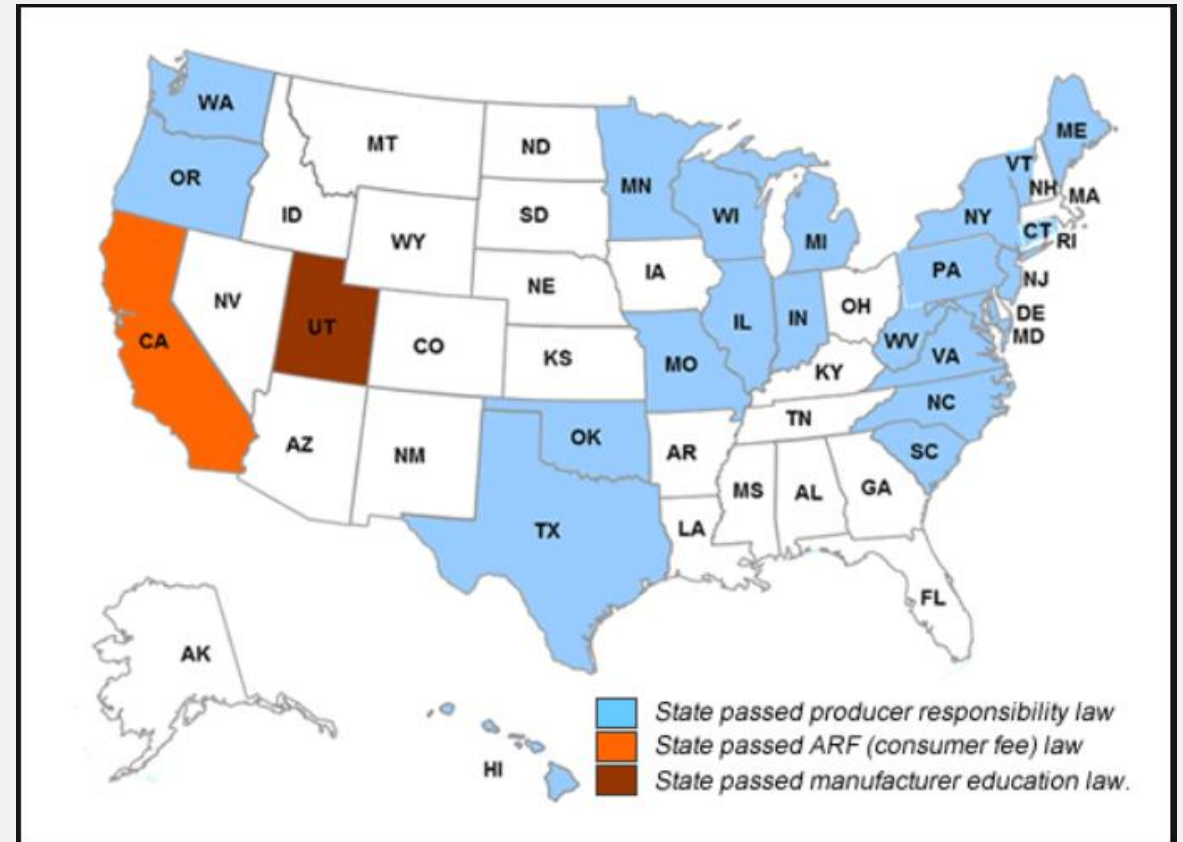 WA
MT
ND
ME
OR
MN
VT
NH
MA
ID
SD
WI
NY
WY
MI
CT
RI
IA
PA
NE
NJ
NV
OH
UT
IL
IN
DE
CA
CO
MD
WV
VA
KS
MO
KY
NC
TN
OK
AZ
NM
AR
SC
MS
AL
GA
TX
LA
FL
AK
HI
State passed producer responsibility law
State passed ARF (consumer fee) law
State passed manufacturer education law.